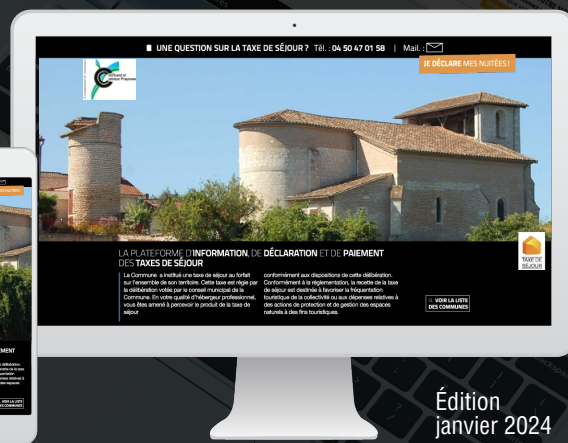 UNE QUESTION SUR LA TAXE DE SÉJOUR ? Tél. : 04 50 47 01 58 | Mail. :
JE DÉCLARE MES NUITÉES !
LA PLATEFORME D'INFORMATION, DE DÉCLARATION ET DE PAIEMENT
DES TAXES DE SÉJOUR
La Commune a institué une taxe de séjour au forfait
sur l'ensemble de son territoire. Cette taxe est régie par
la délibération votée par le conseil municipal de la
Commune. En votre qualité d'hébergeur professionnel,
vous êtes amené à percevoir le produit de la taxe de
séjour
conformément aux dispositions de cette délibération.
Conformément à la réglementation, la recette de la taxe
de séjour est destinée à favoriser la fréquentation
touristique de la collectivité ou aux dépenses relatives à
des actions de protection et de gestion des espaces
naturels à des fins touristiques.
TAXE DE
SÉJOUR
VOIR LA LISTE
DES COMMUNES
Édition
janvier 2024